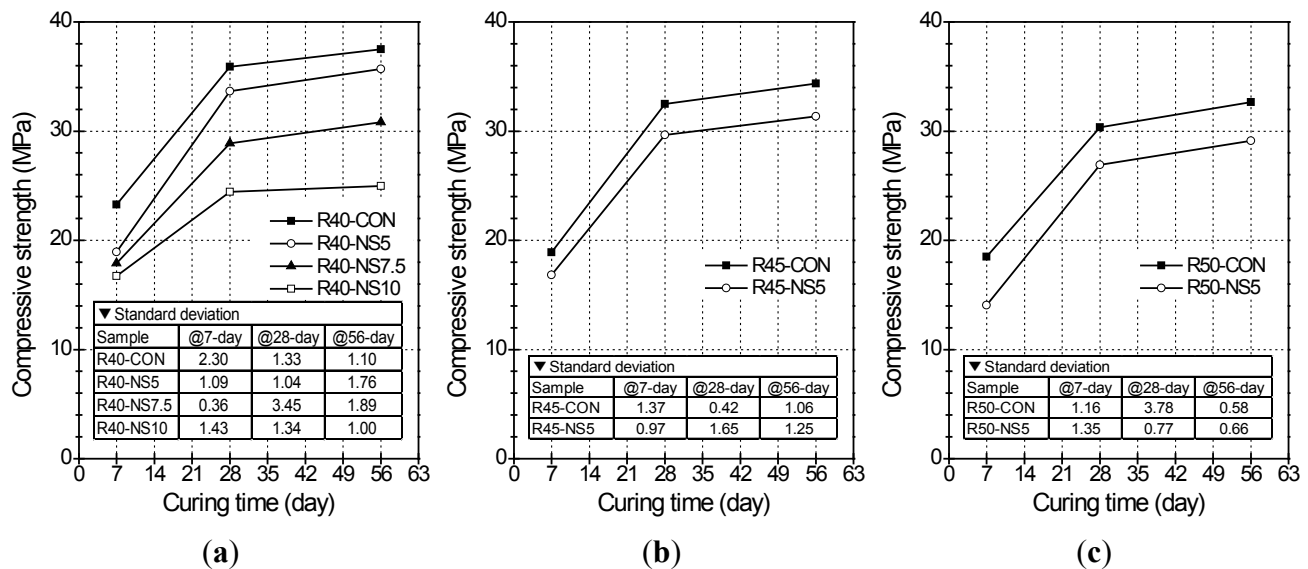 Compressive strength (MPa)
40
30
20
10
0
R40-CON
R40-NS5
R40-NS7.5
R40-NS10
▼ Standard deviation
Sample @7-day @28-day @56-day
R40-CON 2.30 1.33 1.10
R40-NS5 1.09 1.04 1.76
R40-NS7.5 0.36 3.45 1.89
R40-NS10 1.43 1.34 1.00
0 7 14 21 28 35 42 49 56 63
Curing time (day)
(a)
Compressive strength (MPa)
40
30
20
10
0
R45-CON
R45-NS5
▼ Standard deviation
Sample @7-day @28-day @56-day
R45-CON 1.37 0.42 1.06
R45-NS5 0.97 1.65 1.25
0 7 14 21 28 35 42 49 56 63
Curing time (day)
(b)
Compressive strength (MPa)
40
30
20
10
0
R50-CON
R50-NS5
▼ Standard deviation
Sample @7-day @28-day @56-day
R50-CON 1.16 3.78 0.58
R50-NS5 1.35 0.77 0.66
0 7 14 21 28 35 42 49 56 63
Curing time (day)
(c)